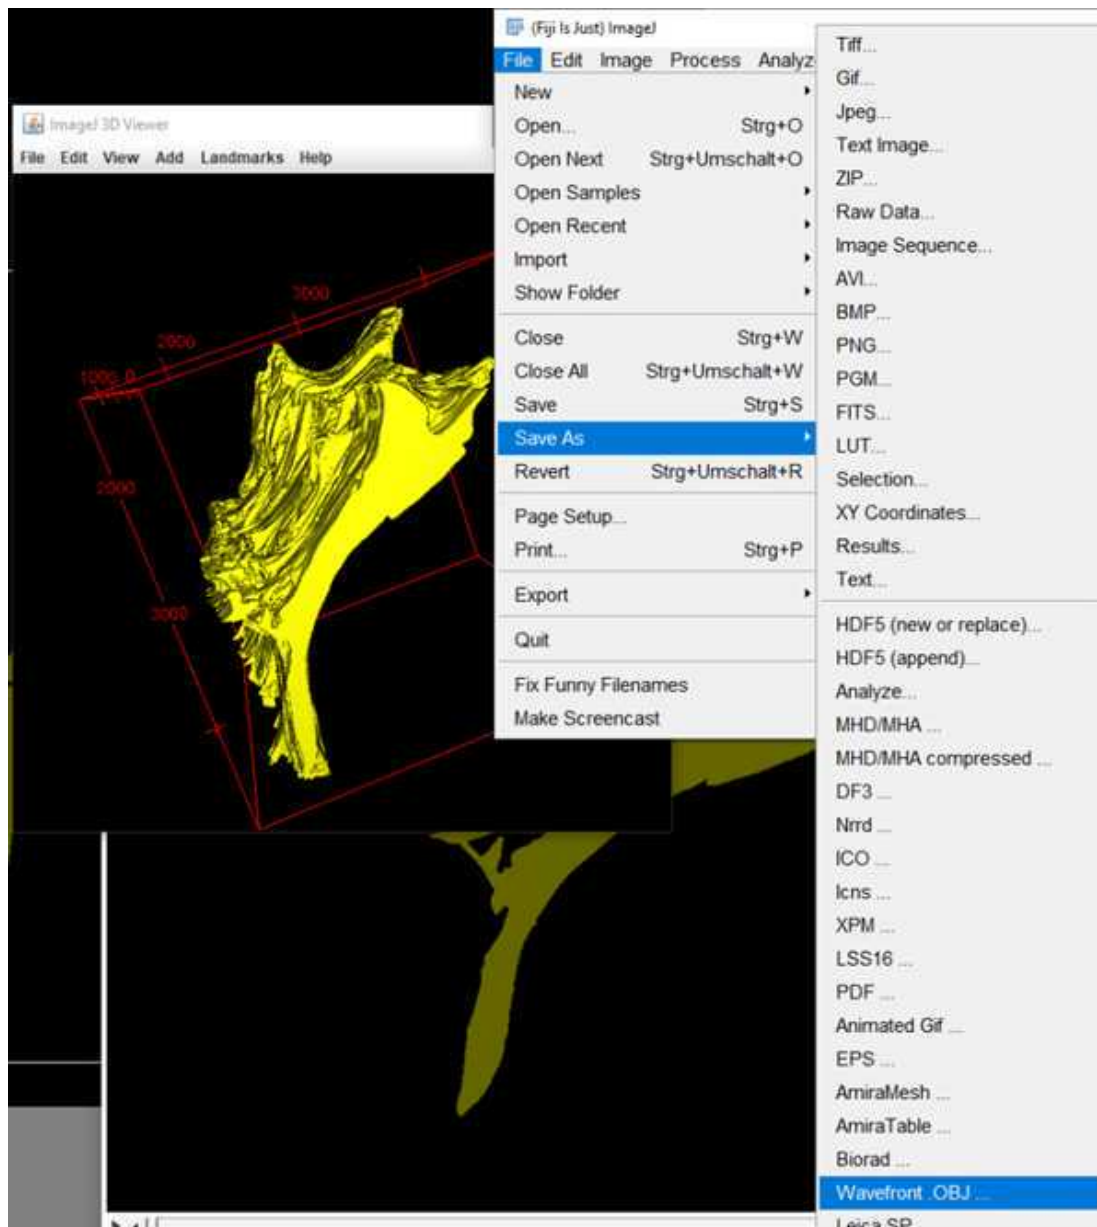 (Fiji Is Just) ImageJ
File Edit Image Process Analyz
New
Open... Strg+O
Open Next Strg+Umschalt+O
Open Samples
Open Recent
Import
Show Folder
Close Strg+W
Close All Strg+Umschalt+W
Save Strg+S
Save As
Revert Strg+Umschalt+R
Page Setup...
Print... Strg+P
Export
Quit
Fix Funny Filenames
Make Screencast
Tiff...
Gif...
Jpeg...
Text Image...
ZIP...
Raw Data...
Image Sequence...
AVI...
BMP...
PNG...
PGM...
FITS...
LUT...
Selection...
XY Coordinates...
Results...
Text...
HDF5 (new or replace)...
HDF5 (append)...
Analyze...
MHD/MHA ...
MHD/MHA compressed ...
DF3 ...
Nrrd ...
ICO ...
Icns ...
XPM ...
LSS16 ...
PDF ...
Animated Gif ...
EPS ...
AmiraMesh ...
AmiraTable ...
Biorad ...
Wavefront .OBJ ...
Leica SP
ImageJ 3D Viewer
File Edit View Add Landmarks Help
3000
2000
2000
3000